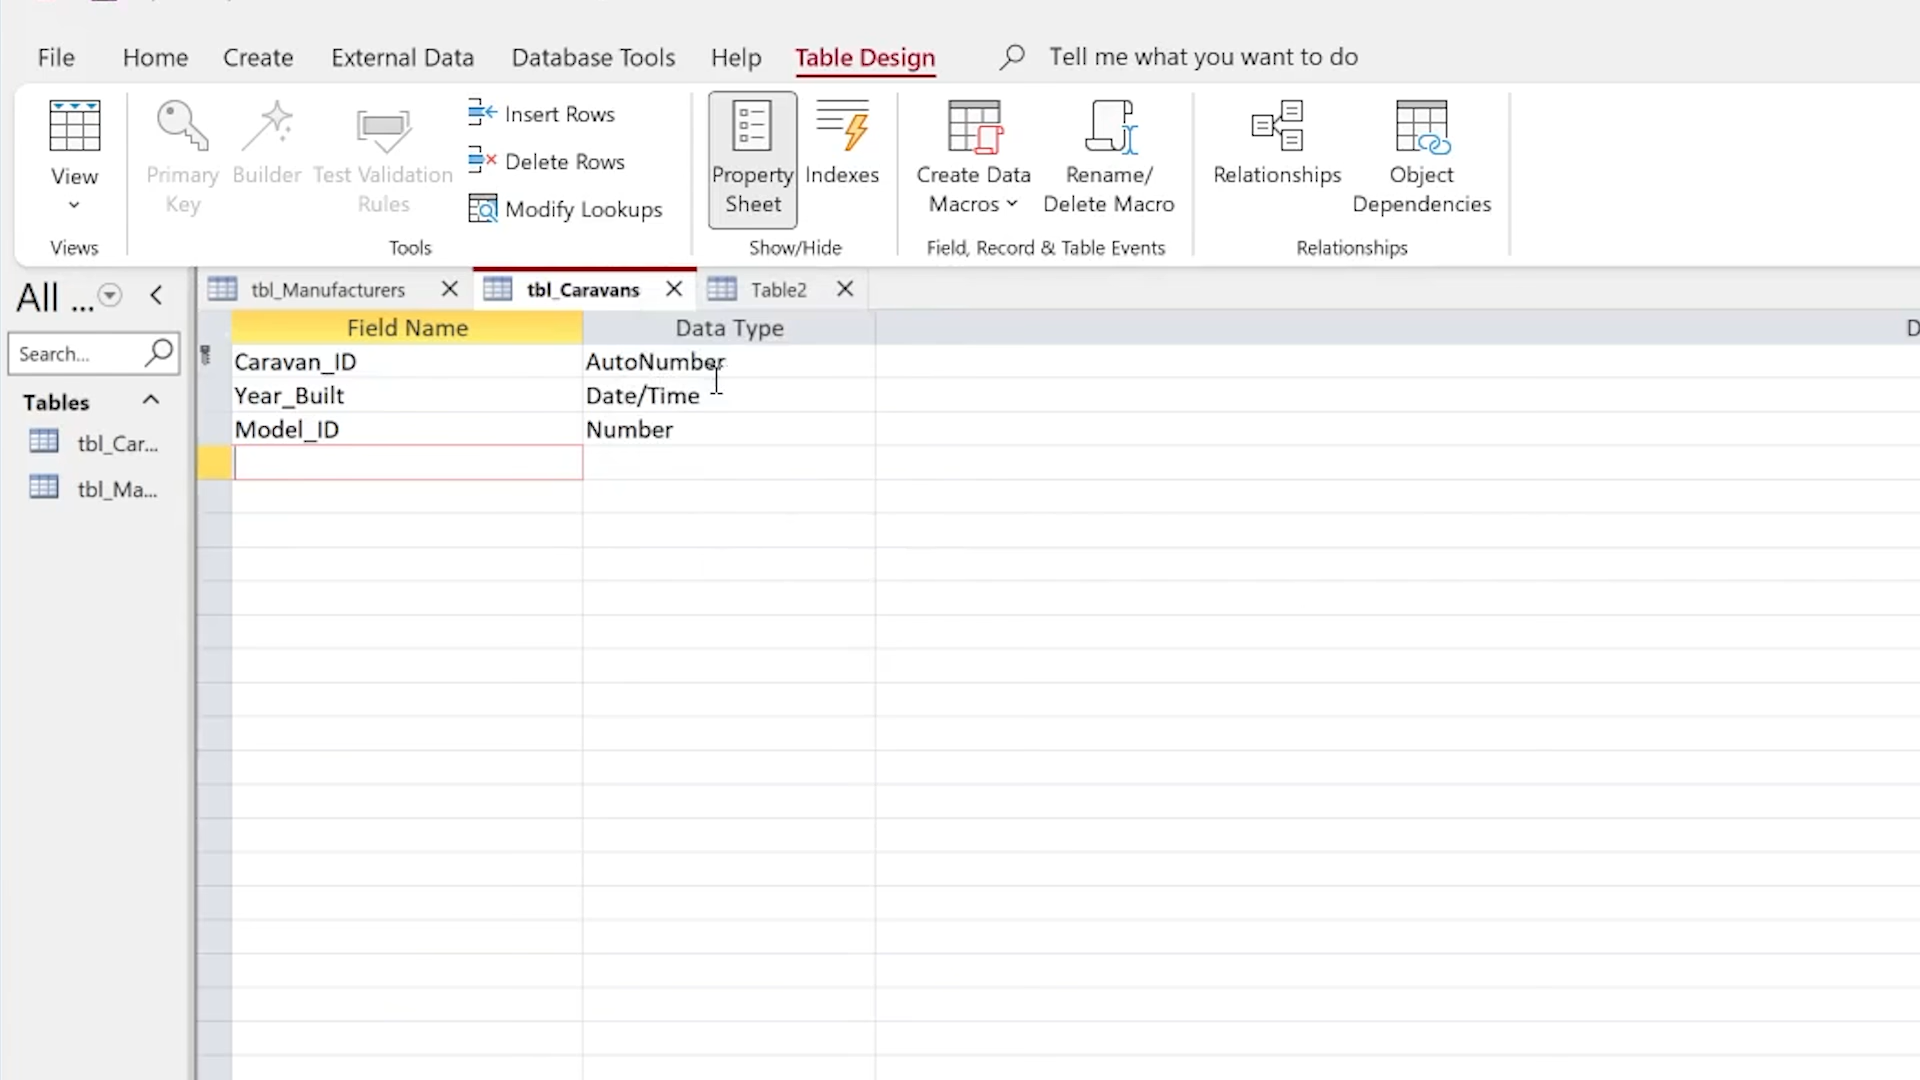 File Home Create External Data Database Tools Help Table Design Tell me what you want to do
View
Views
Primary
Key
Builder
Test Validation
Rules
Insert Rows
Delete Rows
Modify Lookups
Tools
Property
Sheet
Indexes
Show/Hide
Create Data
Macros
Rename/
Delete Macro
Field, Record & Table Events
Relationships
Object
Dependencies
Relationships
All ...
Search...
Tables
tbl_Car...
tbl_Ma...
tbl_Manufacturers tbl_Caravans Table2
Field Name Data Type D
Caravan_ID AutoNumber
Year_Built Date/Time
Model_ID Number